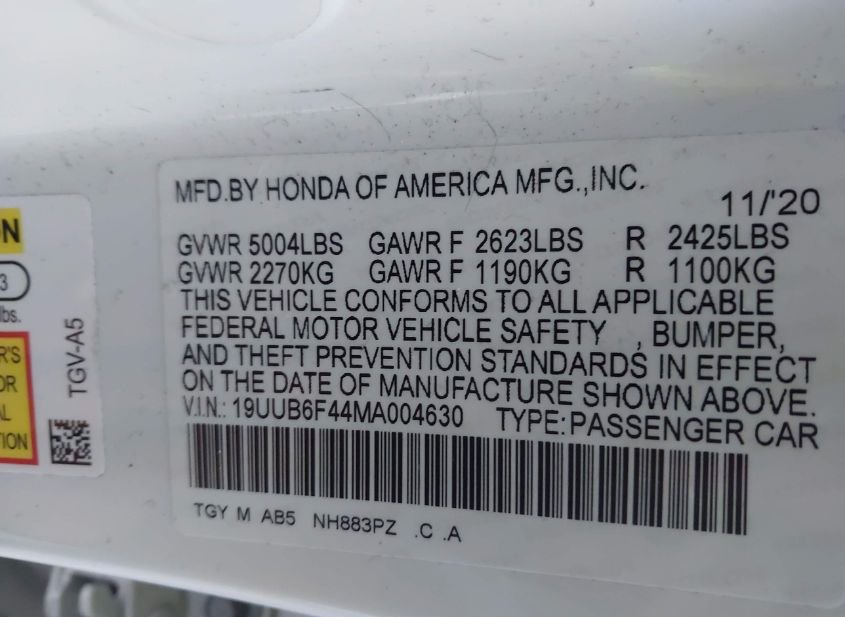 MFD.BY HONDA OF AMERICA MFG.,INC.
11/'20
GVWR 5004LBS GAWR F 2623LBS R 2425LBS
GVWR 2270KG GAWR F 1190KG R 1100KG
THIS VEHICLE CONFORMS TO ALL APPLICABLE
FEDERAL MOTOR VEHICLE SAFETY , BUMPER,
AND THEFT PREVENTION STANDARDS IN EFFECT
ON THE DATE OF MANUFACTURE SHOWN ABOVE.
V.I.N.: 19UUB6F44MA004630 TYPE:PASSENGER CAR
TGY M AB5 NH883PZ .C .A
3
lbs.
TGV-A5